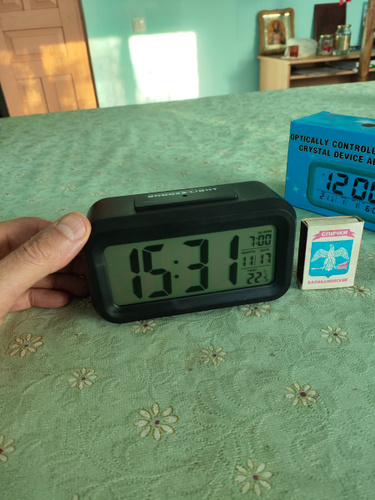 OPTICALLY CONTROLL
CRYSTAL DEVICE A
12:00
15:31
7:00
11/17
22
СПИЧКИ
БАЛАБАНОВСКИЕ